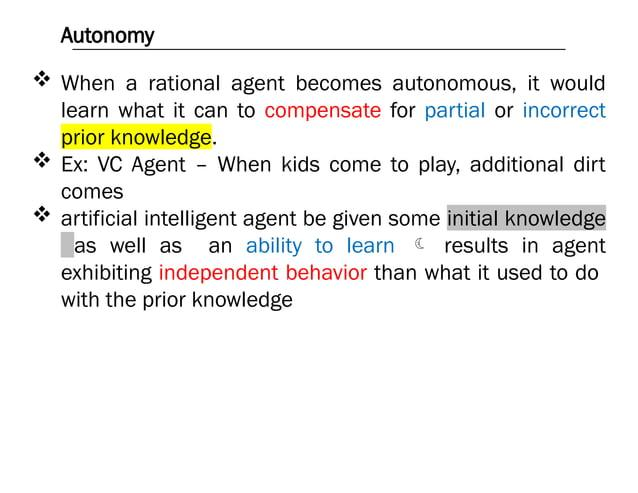 Autonomy
❖ When a rational agent becomes autonomous, it would
learn what it can to compensate for partial or incorrect
prior knowledge.
❖ Ex: VC Agent – When kids come to play, additional dirt
comes
❖ artificial intelligent agent be given some initial knowledge
as well as an ability to learn ☾ results in agent
exhibiting independent behavior than what it used to do
with the prior knowledge